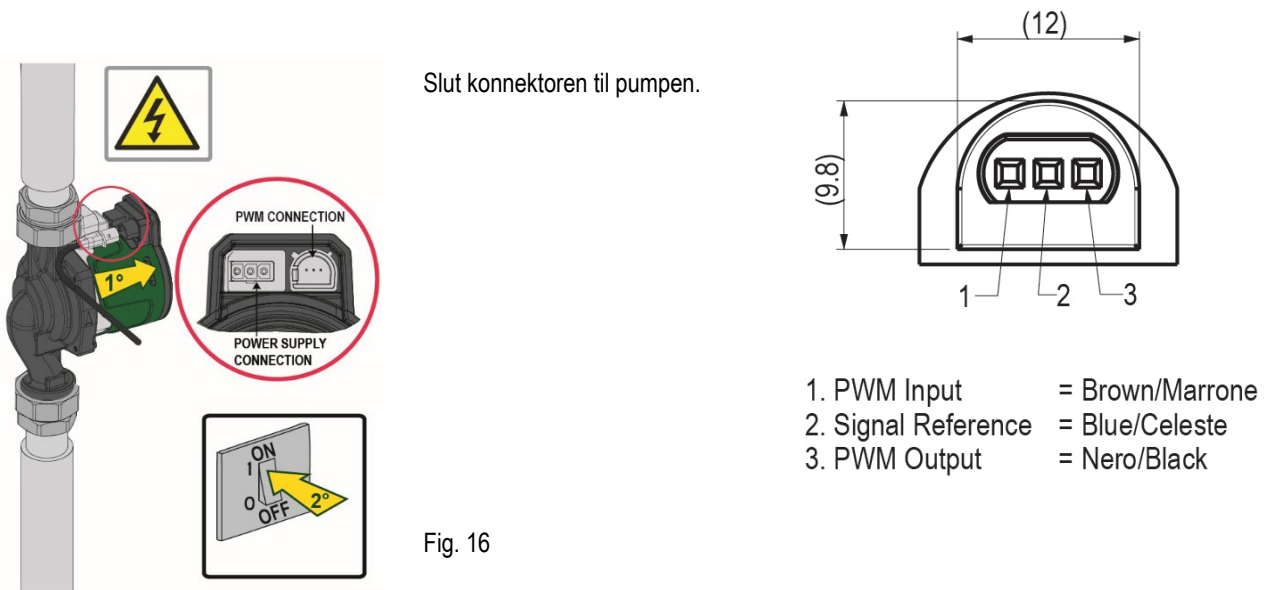 Slut konnektoren til pumpen.
PWM CONNECTION
1°
POWER SUPPLY
CONNECTION
ON
1
0
OFF
2°
Fig. 16
(12)
(9.8)
1
2
3
1. PWM Input = Brown/Marrone
2. Signal Reference = Blue/Celeste
3. PWM Output = Nero/Black